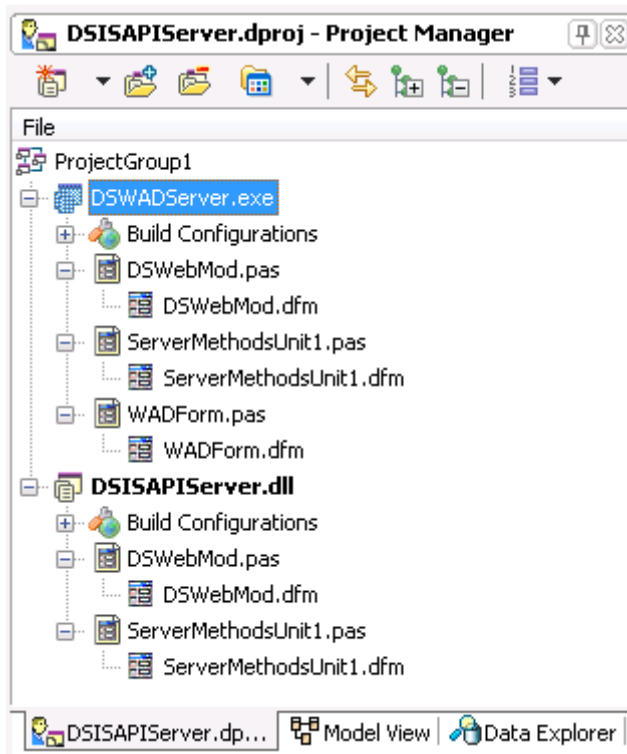 DSISAPIServer.dproj - Project Manager
File
ProjectGroup1
DSWADServer.exe
Build Configurations
DSWebMod.pas
DSWebMod.dfm
ServerMethodsUnit1.pas
ServerMethodsUnit1.dfm
WADForm.pas
WADForm.dfm
DSISAPIServer.dll
Build Configurations
DSWebMod.pas
DSWebMod.dfm
ServerMethodsUnit1.pas
ServerMethodsUnit1.dfm
DSISAPIServer.dp... Model View Data Explorer